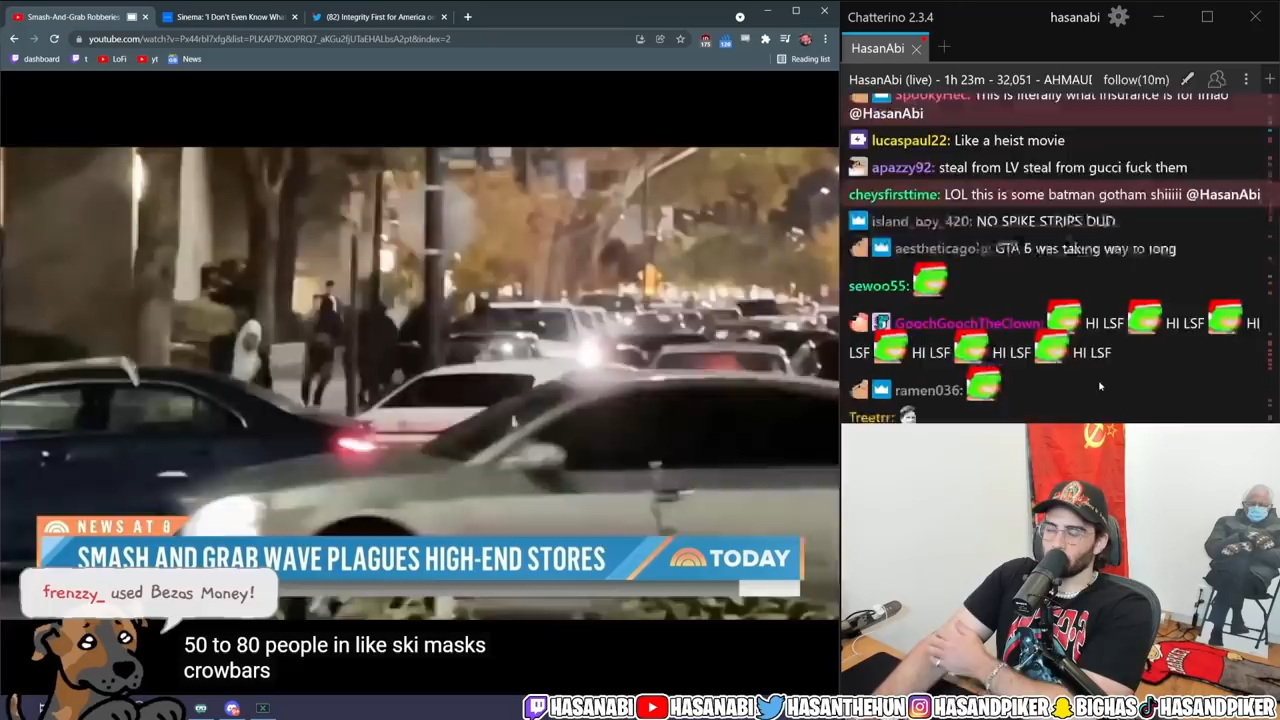 Smash-And-Grab Robberies
Sinema: 'I Don't Even Know Wha
(82) Integrity First for America o
youtube.com/watch?v=Px44rbI7xfg&list=PLKAP7bXOPRQ7_aKGu2fjUTaEHALbsA2pt&index=2
dashboard
t
LoFi
yt
News
Reading list
NEWS AT 8
SMASH AND GRAB WAVE PLAGUES HIGH-END STORES
TODAY
frenzzy_ used Bezos Money!
50 to 80 people in like ski masks
crowbars
Chatterino 2.3.4
hasanabi
HasanAbi
HasanAbi (live) - 1h 23m - 32,051 - AHMAUD
follow(10m)
SpookyHec: This is literally what insurance is for lmao
@HasanAbi
lucaspaul22: Like a heist movie
apazzy92: steal from LV steal from gucci fuck them
cheysfirsttime: LOL this is some batman gotham shiiiii @HasanAbi
island_boy_420: NO SPIKE STRIPS DUD
GTA 6 was taking way to long
sewoo55:
GoochGoochTheClown: HI LSF HI LSF HI
LSF HI LSF HI LSF HI LSF
ramen036:
Treetrr:
HASANABI HASANABI HASANTHEHUN HASANDPIKER BIGHAS HASANDPIKER